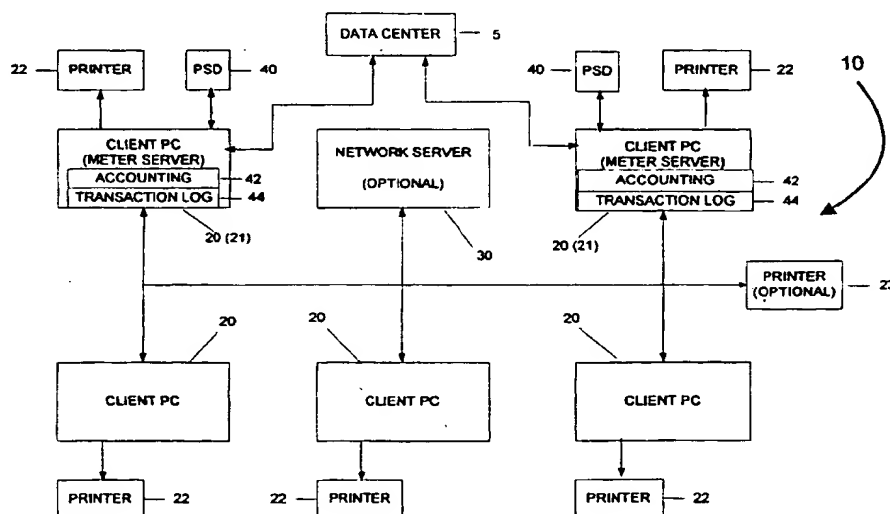 DATA CENTER 5
22 PRINTER PSD 40
40 PSD PRINTER 22
10
CLIENT PC
(METER SERVER)
ACCOUNTING 42
TRANSACTION LOG 44
20 (21)
NETWORK SERVER
(OPTIONAL)
30
CLIENT PC
(METER SERVER)
ACCOUNTING 42
TRANSACTION LOG 44
20 (21)
PRINTER
(OPTIONAL)
20
CLIENT PC
20
CLIENT PC
20
CLIENT PC
PRINTER 22
22 PRINTER
PRINTER 22